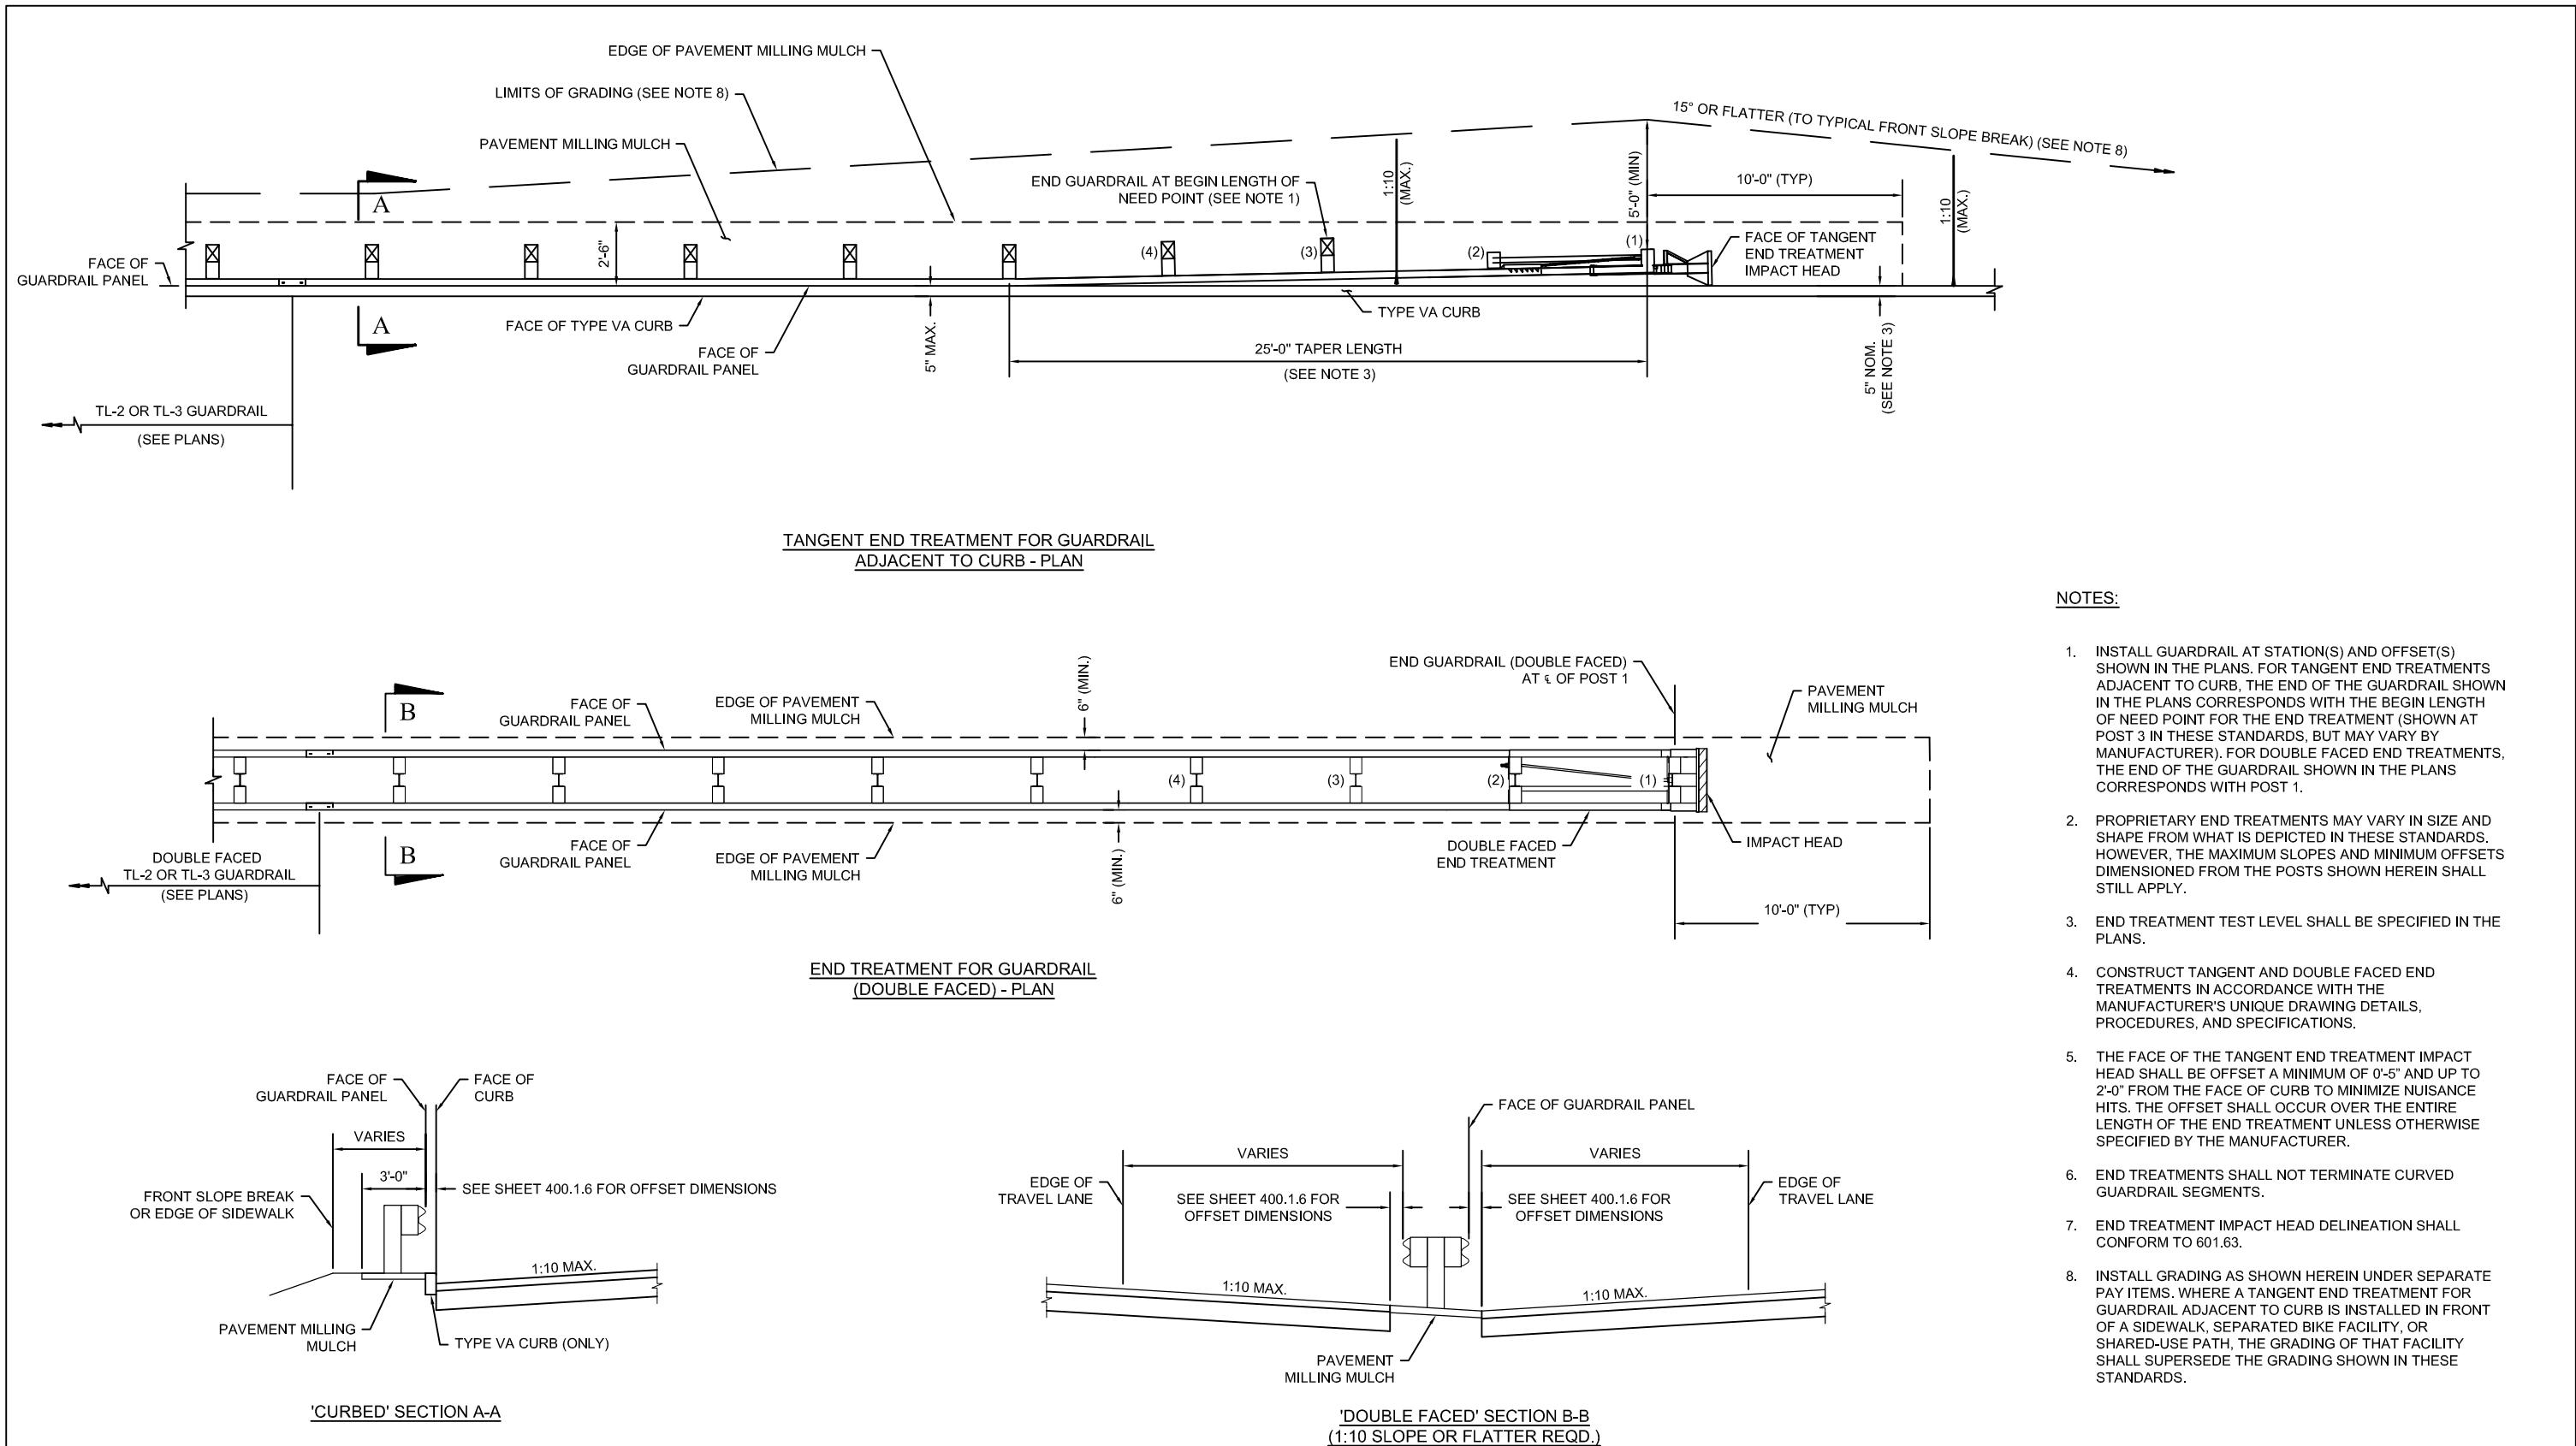 EDGE OF PAVEMENT MILLING MULCH
LIMITS OF GRADING (SEE NOTE 8)
PAVEMENT MILLING MULCH
15° OR FLATTER (TO TYPICAL FRONT SLOPE BREAK) (SEE NOTE 8)
END GUARDRAIL AT BEGIN LENGTH OF
NEED POINT (SEE NOTE 1)
1:10
(MAX.)
5'-0" (MIN)
10'-0" (TYP)
1:10
(MAX.)
A
2'-6"
(4)
(3)
(2)
(1)
FACE OF TANGENT
END TREATMENT
IMPACT HEAD
FACE OF
GUARDRAIL PANEL
A
FACE OF TYPE VA CURB
FACE OF
GUARDRAIL PANEL
5" MAX.
TYPE VA CURB
25'-0" TAPER LENGTH
(SEE NOTE 3)
5" NOM.
(SEE NOTE 3)
TL-2 OR TL-3 GUARDRAIL
(SEE PLANS)
TANGENT END TREATMENT FOR GUARDRAIL
ADJACENT TO CURB - PLAN
B
FACE OF
GUARDRAIL PANEL
EDGE OF PAVEMENT
MILLING MULCH
6" (MIN.)
END GUARDRAIL (DOUBLE FACED)
AT ℄ OF POST 1
PAVEMENT
MILLING MULCH
(4)
(3)
(2)
(1)
B
FACE OF
GUARDRAIL PANEL
EDGE OF PAVEMENT
MILLING MULCH
6" (MIN.)
DOUBLE FACED
END TREATMENT
IMPACT HEAD
DOUBLE FACED
TL-2 OR TL-3 GUARDRAIL
(SEE PLANS)
10'-0" (TYP)
END TREATMENT FOR GUARDRAIL
(DOUBLE FACED) - PLAN
FACE OF
GUARDRAIL PANEL
FACE OF
CURB
VARIES
3'-0"
SEE SHEET 400.1.6 FOR OFFSET DIMENSIONS
FRONT SLOPE BREAK
OR EDGE OF SIDEWALK
1:10 MAX.
PAVEMENT MILLING
MULCH
TYPE VA CURB (ONLY)
'CURBED' SECTION A-A
FACE OF GUARDRAIL PANEL
VARIES
VARIES
EDGE OF
TRAVEL LANE
SEE SHEET 400.1.6 FOR
OFFSET DIMENSIONS
SEE SHEET 400.1.6 FOR
OFFSET DIMENSIONS
EDGE OF
TRAVEL LANE
1:10 MAX.
1:10 MAX.
PAVEMENT
MILLING MULCH
'DOUBLE FACED' SECTION B-B
(1:10 SLOPE OR FLATTER REQD.)
NOTES:
1. INSTALL GUARDRAIL AT STATION(S) AND OFFSET(S)
SHOWN IN THE PLANS. FOR TANGENT END TREATMENTS
ADJACENT TO CURB, THE END OF THE GUARDRAIL SHOWN
IN THE PLANS CORRESPONDS WITH THE BEGIN LENGTH
OF NEED POINT FOR THE END TREATMENT (SHOWN AT
POST 3 IN THESE STANDARDS, BUT MAY VARY BY
MANUFACTURER). FOR DOUBLE FACED END TREATMENTS,
THE END OF THE GUARDRAIL SHOWN IN THE PLANS
CORRESPONDS WITH POST 1.
2. PROPRIETARY END TREATMENTS MAY VARY IN SIZE AND
SHAPE FROM WHAT IS DEPICTED IN THESE STANDARDS.
HOWEVER, THE MAXIMUM SLOPES AND MINIMUM OFFSETS
DIMENSIONED FROM THE POSTS SHOWN HEREIN SHALL
STILL APPLY.
3. END TREATMENT TEST LEVEL SHALL BE SPECIFIED IN THE
PLANS.
4. CONSTRUCT TANGENT AND DOUBLE FACED END
TREATMENTS IN ACCORDANCE WITH THE
MANUFACTURER'S UNIQUE DRAWING DETAILS,
PROCEDURES, AND SPECIFICATIONS.
5. THE FACE OF THE TANGENT END TREATMENT IMPACT
HEAD SHALL BE OFFSET A MINIMUM OF 0'-5" AND UP TO
2'-0" FROM THE FACE OF CURB TO MINIMIZE NUISANCE
HITS. THE OFFSET SHALL OCCUR OVER THE ENTIRE
LENGTH OF THE END TREATMENT UNLESS OTHERWISE
SPECIFIED BY THE MANUFACTURER.
6. END TREATMENTS SHALL NOT TERMINATE CURVED
GUARDRAIL SEGMENTS.
7. END TREATMENT IMPACT HEAD DELINEATION SHALL
CONFORM TO 601.63.
8. INSTALL GRADING AS SHOWN HEREIN UNDER SEPARATE
PAY ITEMS. WHERE A TANGENT END TREATMENT FOR
GUARDRAIL ADJACENT TO CURB IS INSTALLED IN FRONT
OF A SIDEWALK, SEPARATED BIKE FACILITY, OR
SHARED-USE PATH, THE GRADING OF THAT FACILITY
SHALL SUPERSEDE THE GRADING SHOWN IN THESE
STANDARDS.